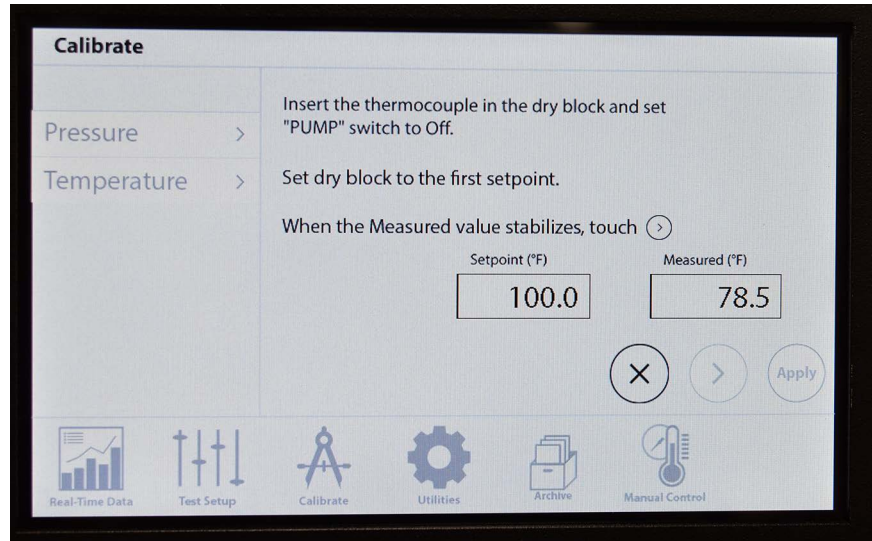 Calibrate
Pressure
Temperature
Insert the thermocouple in the dry block and set
"PUMP" switch to Off.
Set dry block to the first setpoint.
When the Measured value stabilizes, touch
Setpoint (°F)
Measured (°F)
100.0
78.5
Apply
Real-Time Data
Test Setup
Calibrate
Utilities
Archive
Manual Control